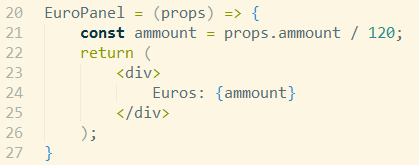 20 EuroPanel = (props) => {
21     const ammount = props.ammount / 120;
22     return (
23         <div>
24             Euros: {ammount}
25         </div>
26     );
27 }